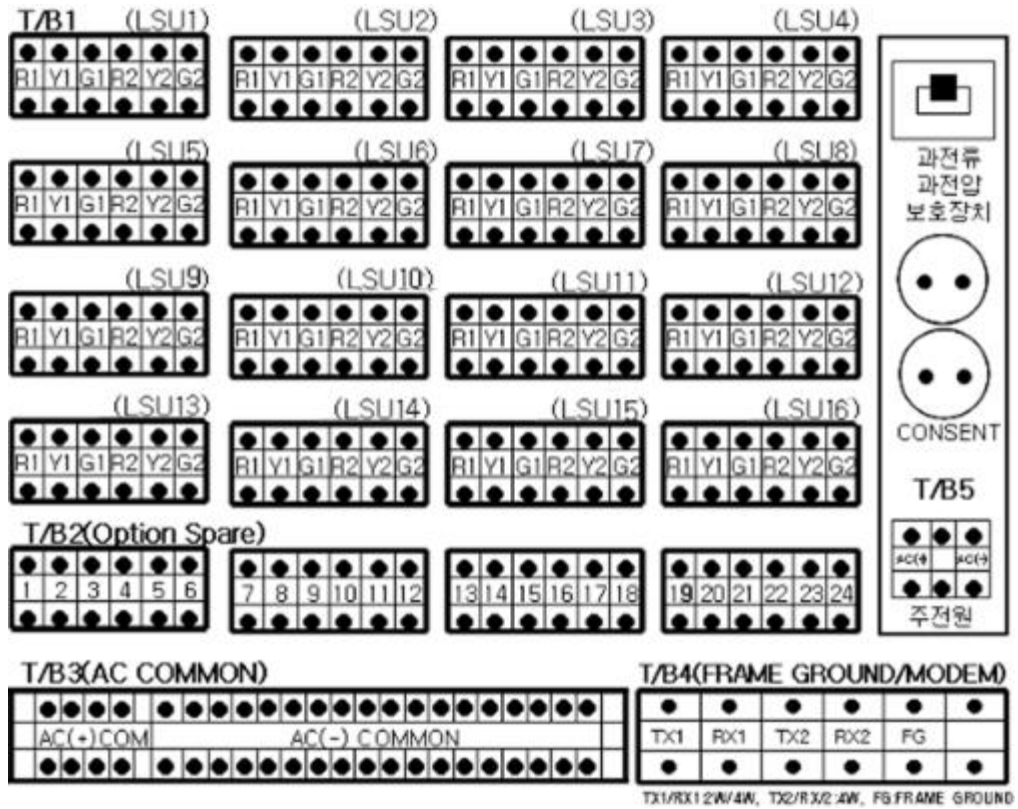 T/B1 (LSU1) (LSU2) (LSU3) (LSU4)
R1 Y1 G1 R2 Y2 G2 R1 Y1 G1 R2 Y2 G2 R1 Y1 G1 R2 Y2 G2 R1 Y1 G1 R2 Y2 G2
(LSU5) (LSU6) (LSU7) (LSU8)
R1 Y1 G1 R2 Y2 G2 R1 Y1 G1 R2 Y2 G2 R1 Y1 G1 R2 Y2 G2 R1 Y1 G1 R2 Y2 G2
(LSU9) (LSU10) (LSU11) (LSU12)
R1 Y1 G1 R2 Y2 G2 R1 Y1 G1 R2 Y2 G2 R1 Y1 G1 R2 Y2 G2 R1 Y1 G1 R2 Y2 G2
(LSU13) (LSU14) (LSU15) (LSU16)
R1 Y1 G1 R2 Y2 G2 R1 Y1 G1 R2 Y2 G2 R1 Y1 G1 R2 Y2 G2 R1 Y1 G1 R2 Y2 G2
T/B2(Option Spare)
1 2 3 4 5 6 7 8 9 10 11 12 13 14 15 16 17 18 19 20 21 22 23 24
과전류
과전압
보호장치
CONSENT
T/B5
AC(+) AC(-)
주전원
T/B3(AC COMMON)
AC(+)COM AC(-) COMMON
T/B4(FRAME GROUND/MODEM)
TX1 RX1 TX2 RX2 FG
TX1/RX1:2W/4W, TX2/RX2:4W, FG:FRAME GROUND